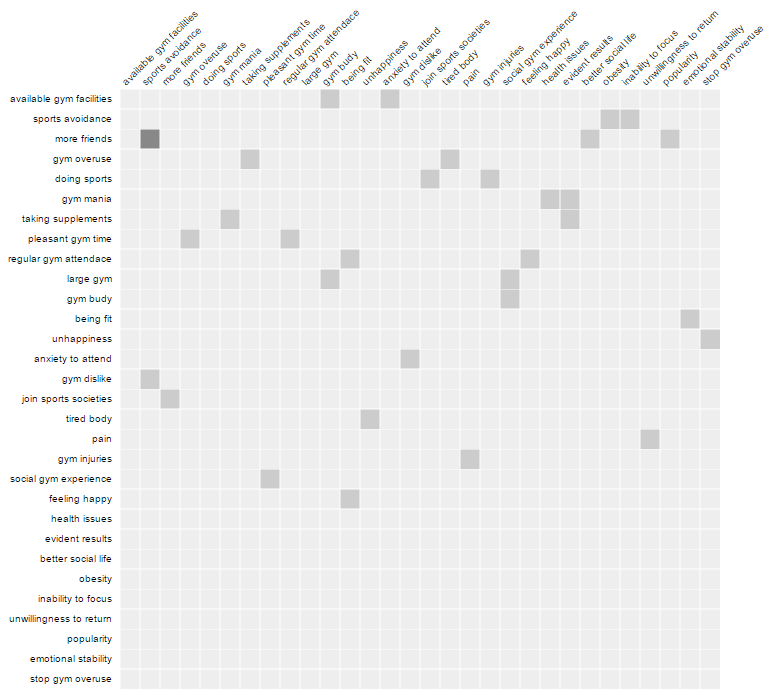 available gym facilities
sports avoidance
more friends
gym overuse
doing sports
gym mania
taking supplements
pleasant gym time
regular gym attendace
large gym
gym budy
being fit
unhappiness
anxiety to attend
gym dislike
join sports societies
tired body
pain
gym injuries
social gym experience
feeling happy
health issues
evident results
better social life
obesity
inability to focus
unwillingness to return
popularity
emotional stability
stop gym overuse
available gym facilities
sports avoidance
more friends
gym overuse
doing sports
gym mania
taking supplements
pleasant gym time
regular gym attendace
large gym
gym budy
being fit
unhappiness
anxiety to attend
gym dislike
join sports societies
tired body
pain
gym injuries
social gym experience
feeling happy
health issues
evident results
better social life
obesity
inability to focus
unwillingness to return
popularity
emotional stability
stop gym overuse